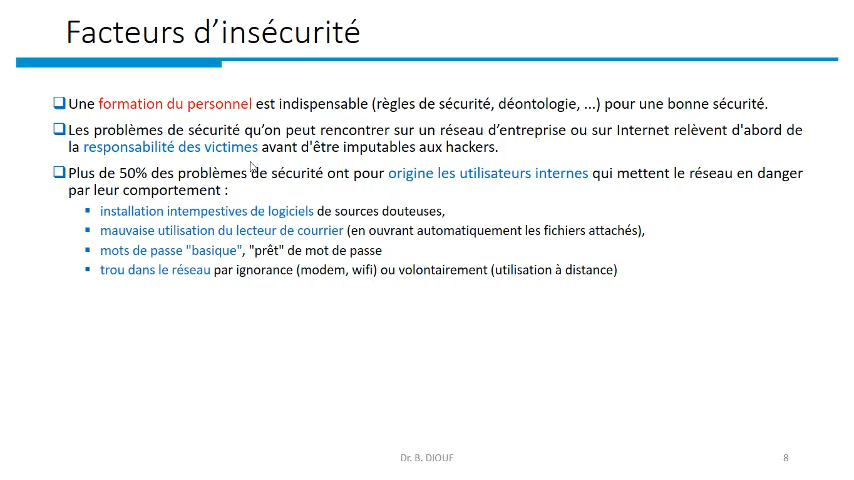 Facteurs d’insécurité
Une formation du personnel est indispensable (règles de sécurité, déontologie, ...) pour une bonne sécurité.
Les problèmes de sécurité qu’on peut rencontrer sur un réseau d’entreprise ou sur Internet relèvent d'abord de
la responsabilité des victimes avant d'être imputables aux hackers.
Plus de 50% des problèmes de sécurité ont pour origine les utilisateurs internes qui mettent le réseau en danger
par leur comportement :
installation intempestives de logiciels de sources douteuses,
mauvaise utilisation du lecteur de courrier (en ouvrant automatiquement les fichiers attachés),
mots de passe "basique", "prêt" de mot de passe
trou dans le réseau par ignorance (modem, wifi) ou volontairement (utilisation à distance)
Dr. B. DIOUF
8